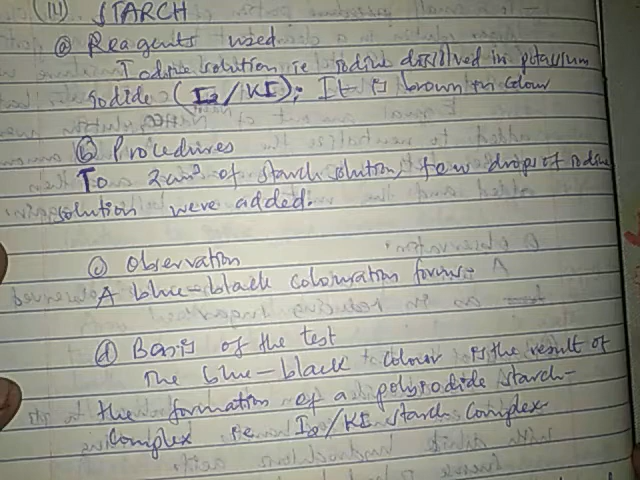 (iv) STARCH
(a) Reagents used
Iodine solution ie iodine dissolved in potassium
iodide (I2/KI); It is brown in colour
(b) Procedures
To 2cm³ of starch solution, few drops of iodine
solution were added.
(c) Observation
A blue-black colouration forms
(d) Basis of the test
The blue-black colour is the result of
the formation of a polyiodide starch-
complex ie I2/KI starch complex